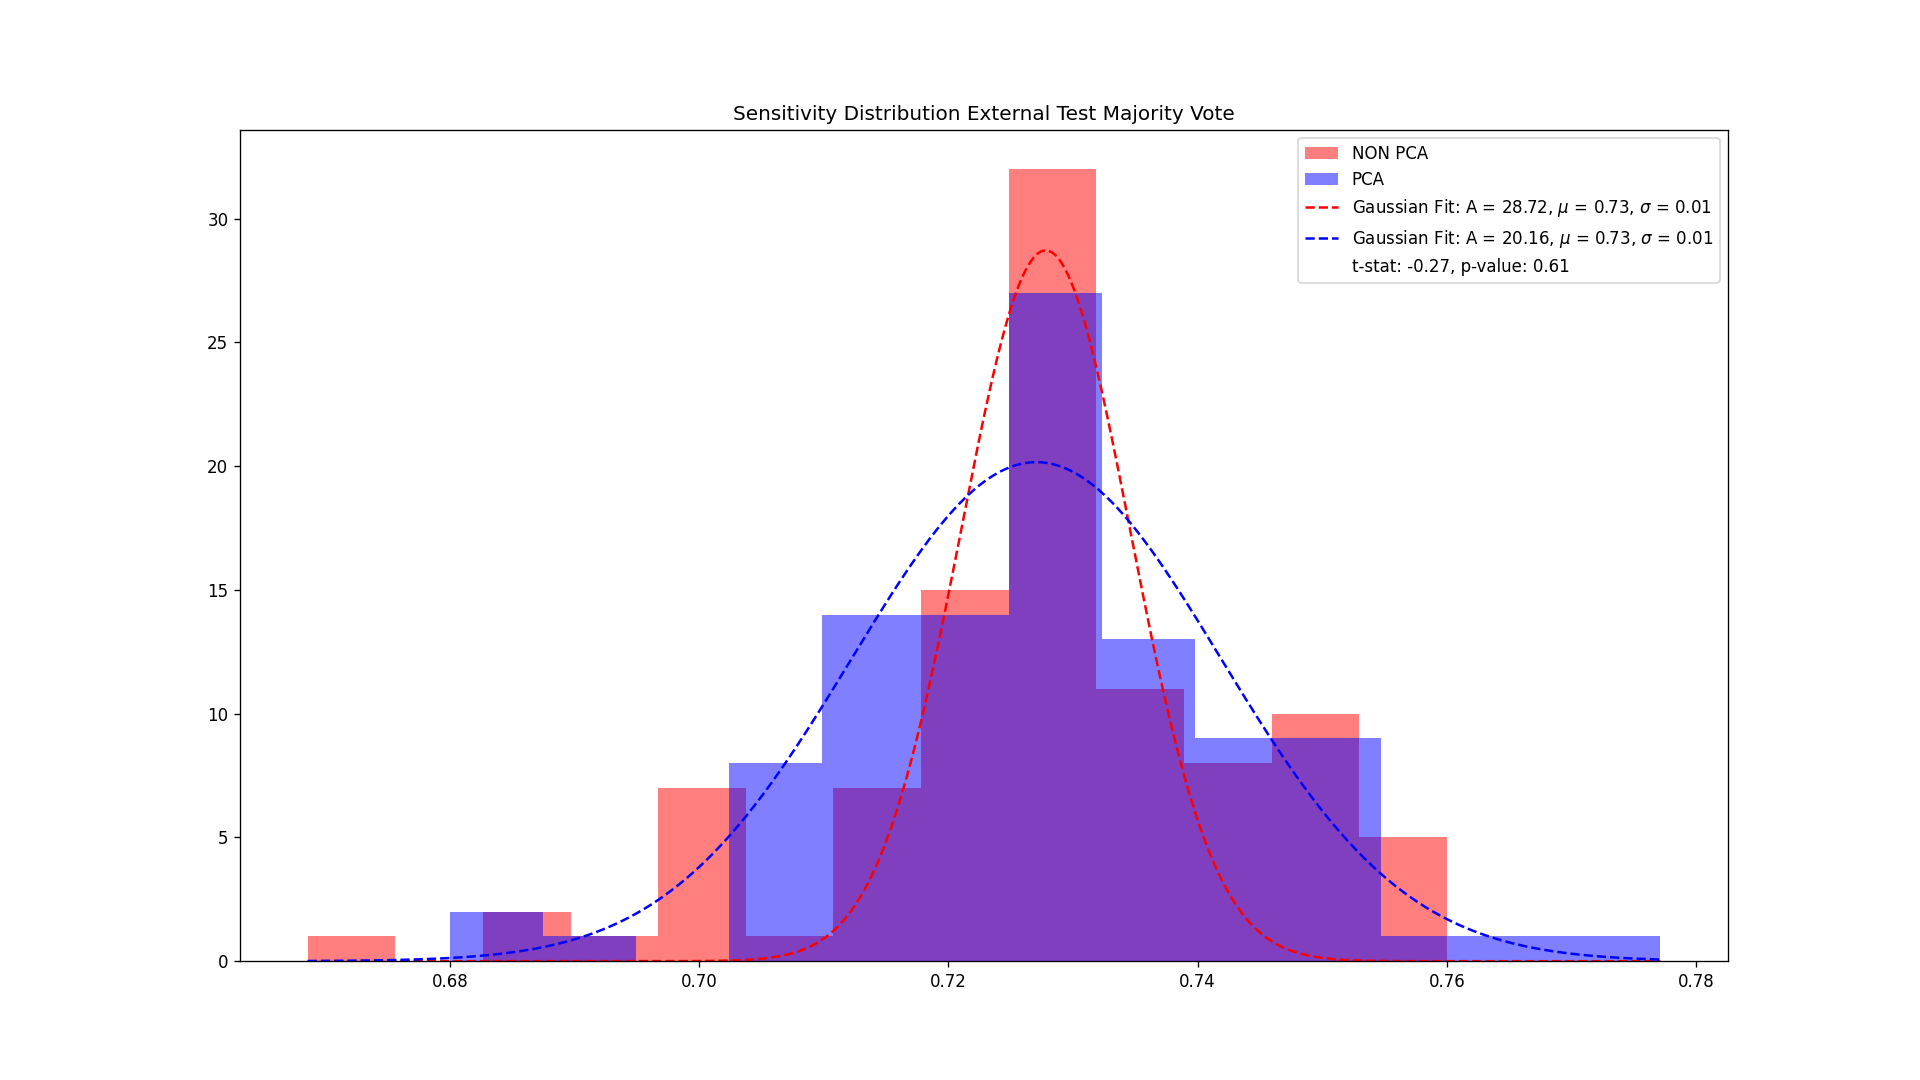 Sensitivity Distribution External Test Majority Vote
NON PCA
PCA
Gaussian Fit: A = 28.72, μ = 0.73, σ = 0.01
Gaussian Fit: A = 20.16, μ = 0.73, σ = 0.01
t-stat: -0.27, p-value: 0.61
30
25
20
15
10
5
0
0.68 0.70 0.72 0.74 0.76 0.78